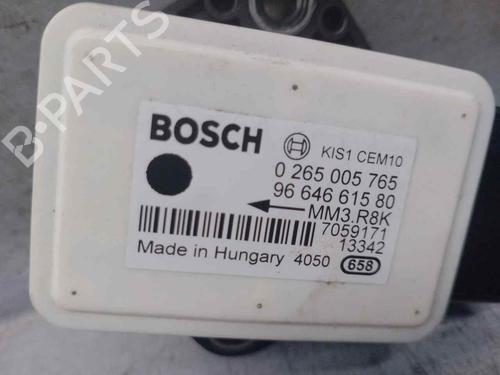 B-PARTS
BOSCH KIS1 CEM10
0 265 005 765
96 646 615 80
MM3.R8K
7059171
13342
Made in Hungary 4050 658